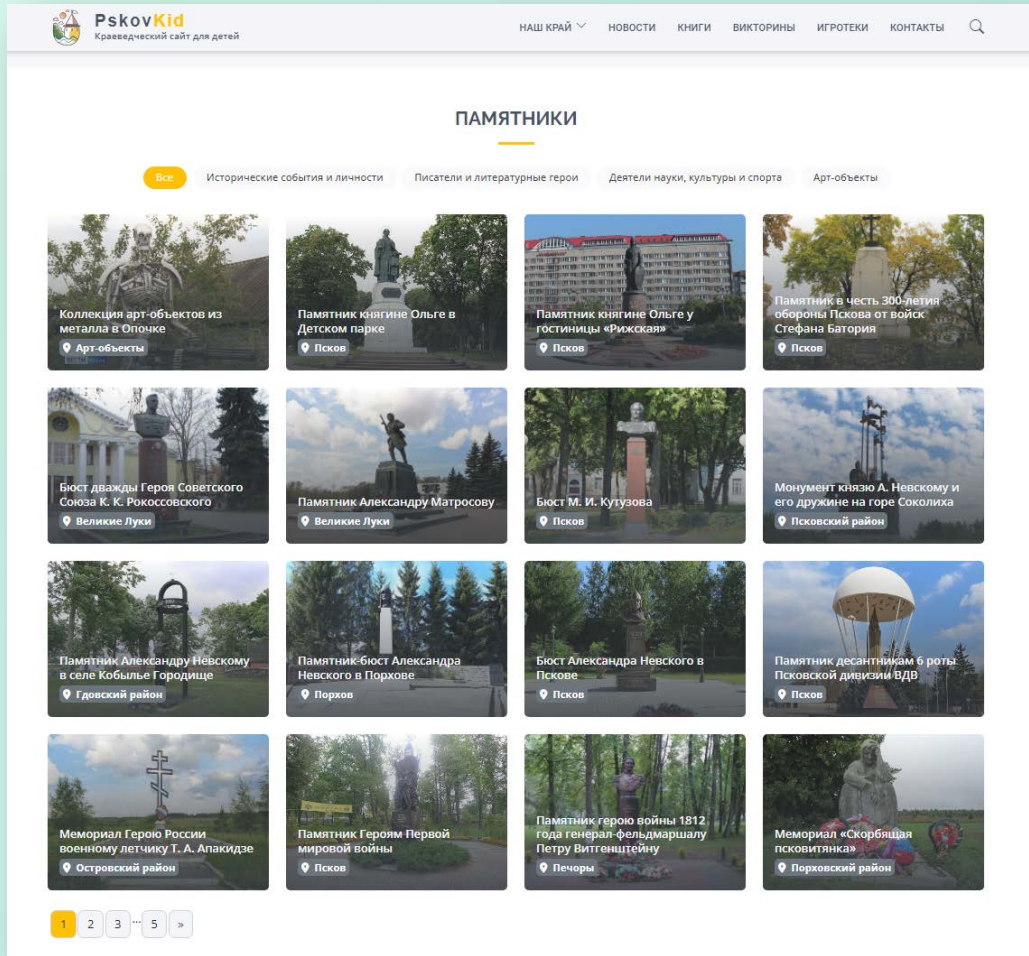 PskovKid
Краеведческий сайт для детей
НАШ КРАЙ НОВОСТИ КНИГИ ВИКТОРИНЫ ИГРОТЕКИ КОНТАКТЫ
ПАМЯТНИКИ
Все Исторические события и личности Писатели и литературные герои Деятели науки, культуры и спорта Арт-объекты
Коллекция арт-объектов из
металла в Опочке
Арт-объекты
Памятник княгине Ольге в
Детском парке
Псков
Памятник княгине Ольге у
гостиницы «Рижская»
Псков
Памятник в честь 300-летия
обороны Пскова от войск
Стефана Батория
Псков
Бюст дважды Героя Советского
Союза К. К. Рокоссовского
Великие Луки
Памятник Александру Матросову
Великие Луки
Бюст М. И. Кутузова
Псков
Монумент князю А. Невскому и
его дружине на горе Соколиха
Псковский район
Памятник Александру Невскому
в селе Кобылье Городище
Гдовский район
Памятник-бюст Александра
Невского в Порхове
Порхов
Бюст Александра Невского в
Пскове
Псков
Памятник десантникам 6 роты
Псковской дивизии ВДВ
Псков
Мемориал Герою России
военному летчику Т. А. Апакидзе
Островский район
Памятник Героям Первой
мировой войны
Псков
Памятник герою войны 1812
года генерал-фельдмаршалу
Петру Витгенштейну
Печоры
Мемориал «Скорбящая
псковитянка»
Порховский район
1 2 3 ... 5 »